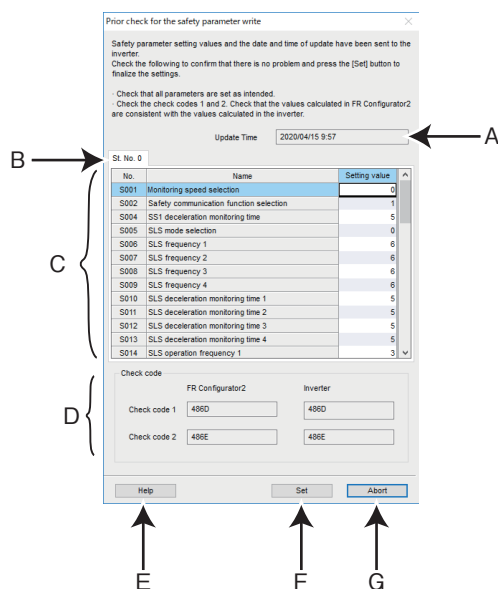 Prior check for the safety parameter write
Safety parameter setting values and the date and time of update have been sent to the
inverter.
Check the following to confirm that there is no problem and press the [Set] button to
finalize the settings.
· Check that all parameters are set as intended.
· Check the check codes 1 and 2. Check that the values calculated in FR Configurator2
are consistent with the values calculated in the inverter.
Update Time 2020/04/15 9:57 A
B St. No. 0
No. Name Setting value
S001 Monitoring speed selection 0
S002 Safety communication function selection 1
S004 SS1 deceleration monitoring time 5
S005 SLS mode selection 0
S006 SLS frequency 1 6
S007 SLS frequency 2 6
C
S008 SLS frequency 3 6
S009 SLS frequency 4 6
S010 SLS deceleration monitoring time 1 5
S011 SLS deceleration monitoring time 2 5
S012 SLS deceleration monitoring time 3 5
S013 SLS deceleration monitoring time 4 5
S014 SLS operation frequency 1 3
Check code
FR Configurator2 Inverter
D
Check code 1 486D 486D
Check code 2 486E 486E
Help Set Abort
E F G